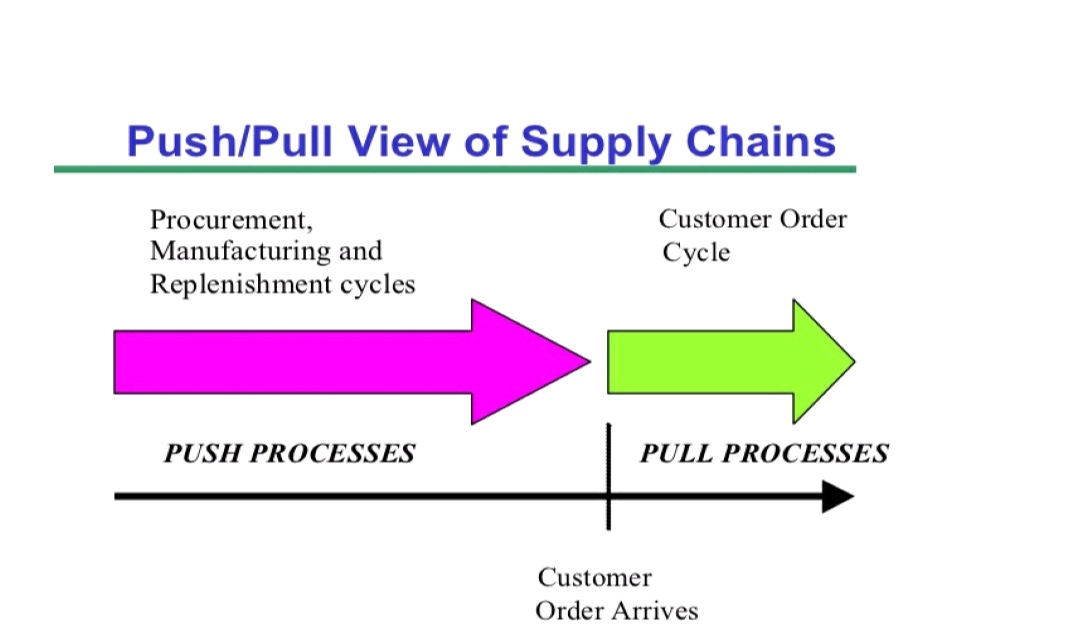 Push/Pull View of Supply Chains
Procurement,
Manufacturing and
Replenishment cycles
Customer Order
Cycle
PUSH PROCESSES
PULL PROCESSES
Customer
Order Arrives